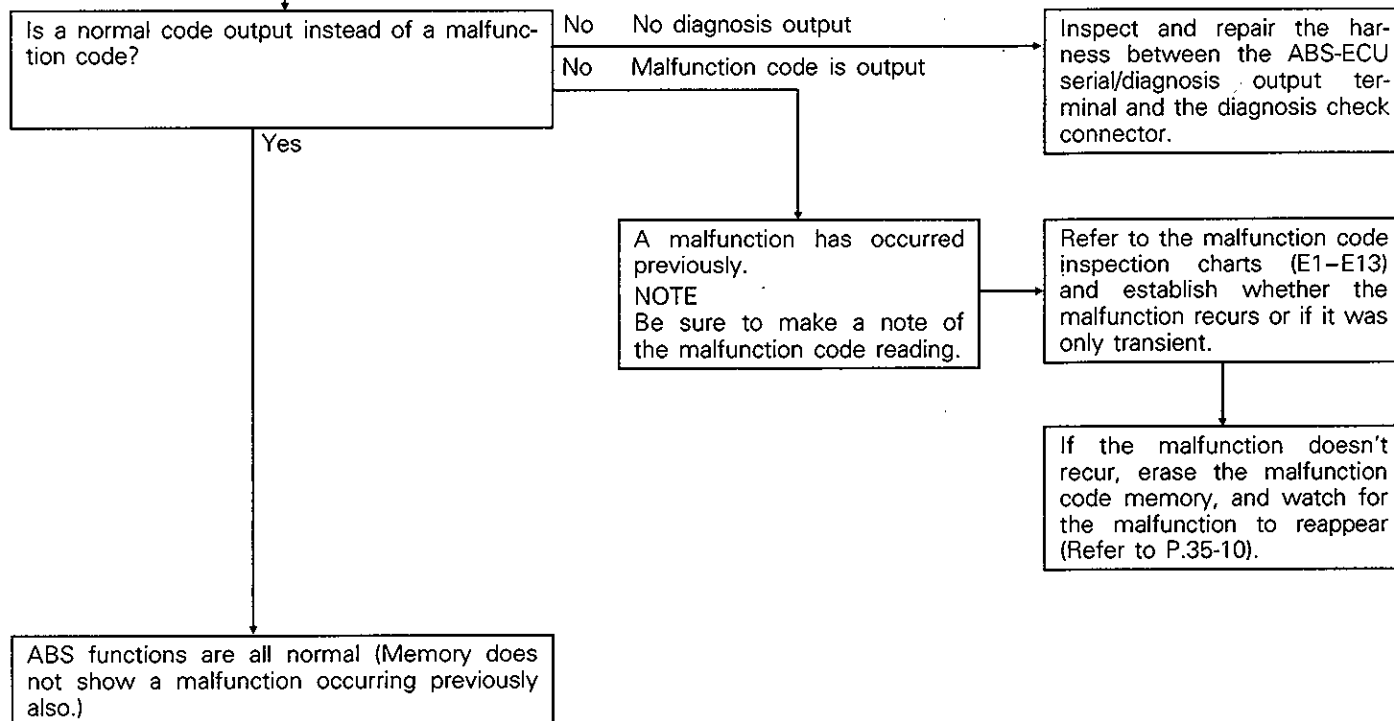 Is a normal code output instead of a malfunc-
tion code?
No No diagnosis output
No Malfunction code is output
Inspect and repair the har-
ness between the ABS-ECU
serial/diagnosis output ter-
minal and the diagnosis check
connector.
Yes
A malfunction has occurred
previously.
NOTE
Be sure to make a note of
the malfunction code reading.
Refer to the malfunction code
inspection charts (E1–E13)
and establish whether the
malfunction recurs or if it was
only transient.
If the malfunction doesn't
recur, erase the malfunction
code memory, and watch for
the malfunction to reappear
(Refer to P.35-10).
ABS functions are all normal (Memory does
not show a malfunction occurring previously
also.)